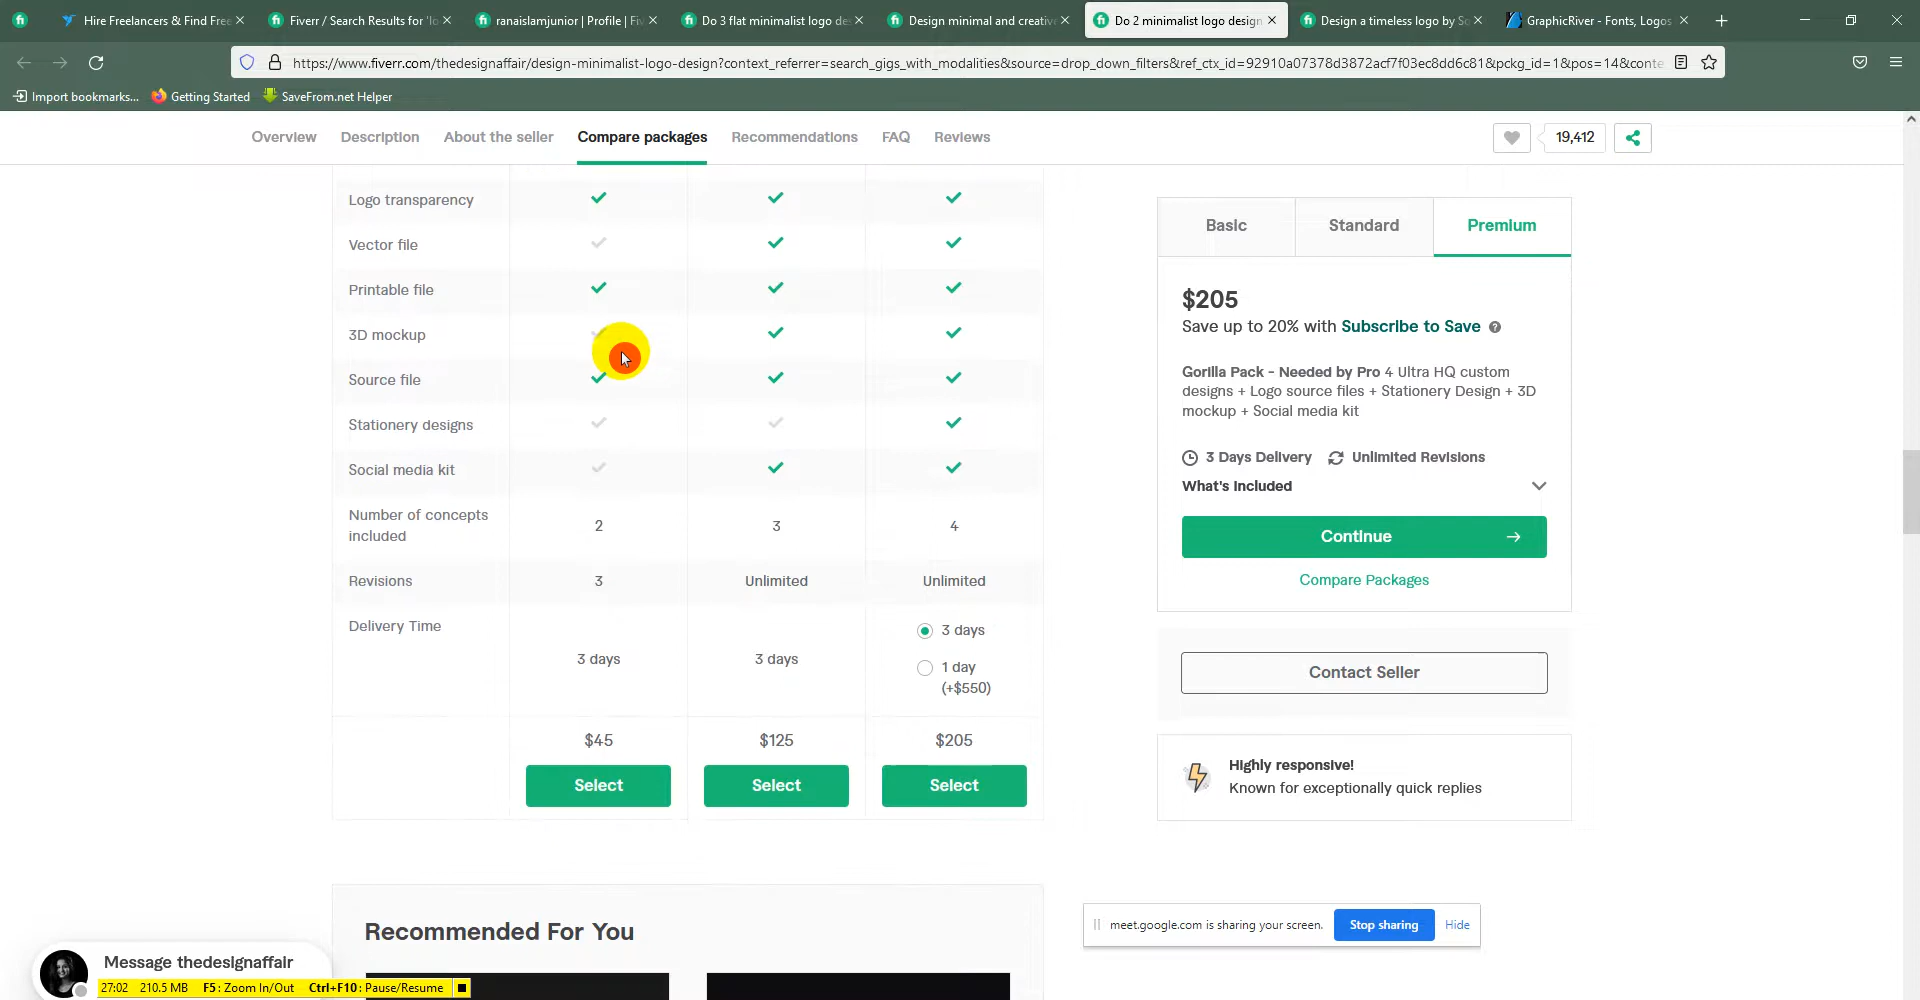 Hire Freelancers & Find Free
Fiverr / Search Results for 'lo
ranaislamjunior | Profile | Fiv
Do 3 flat minimalist logo de
Design minimal and creative
Do 2 minimalist logo design
Design a timeless logo by So
GraphicRiver - Fonts, Logos
https://www.fiverr.com/thedesignaffair/design-minimalist-logo-design?context_referrer=search_gigs_with_modalities&source=drop_down_filters&ref_ctx_id=92910a07378d3872acf7f03ec8dd6c81&pckg_id=1&pos=14&conte
Import bookmarks... Getting Started SaveFrom.net Helper
Overview Description About the seller Compare packages Recommendations FAQ Reviews 19,412
Logo transparency
Vector file
Printable file
3D mockup
Source file
Stationery designs
Social media kit
Number of concepts
included
2 3 4
Revisions 3 Unlimited Unlimited
Delivery Time
3 days 3 days
3 days
1 day
(+$550)
$45 $125 $205
Select Select Select
Basic Standard Premium
$205
Save up to 20% with Subscribe to Save
Gorilla Pack - Needed by Pro 4 Ultra HQ custom
designs + Logo source files + Stationery Design + 3D
mockup + Social media kit
3 Days Delivery Unlimited Revisions
What's Included
Continue
Compare Packages
Contact Seller
Highly responsive!
Known for exceptionally quick replies
Recommended For You
meet.google.com is sharing your screen. Stop sharing Hide
Message thedesignaffair
27:02 210.5 MB F5: Zoom In/Out Ctrl+F10: Pause/Resume